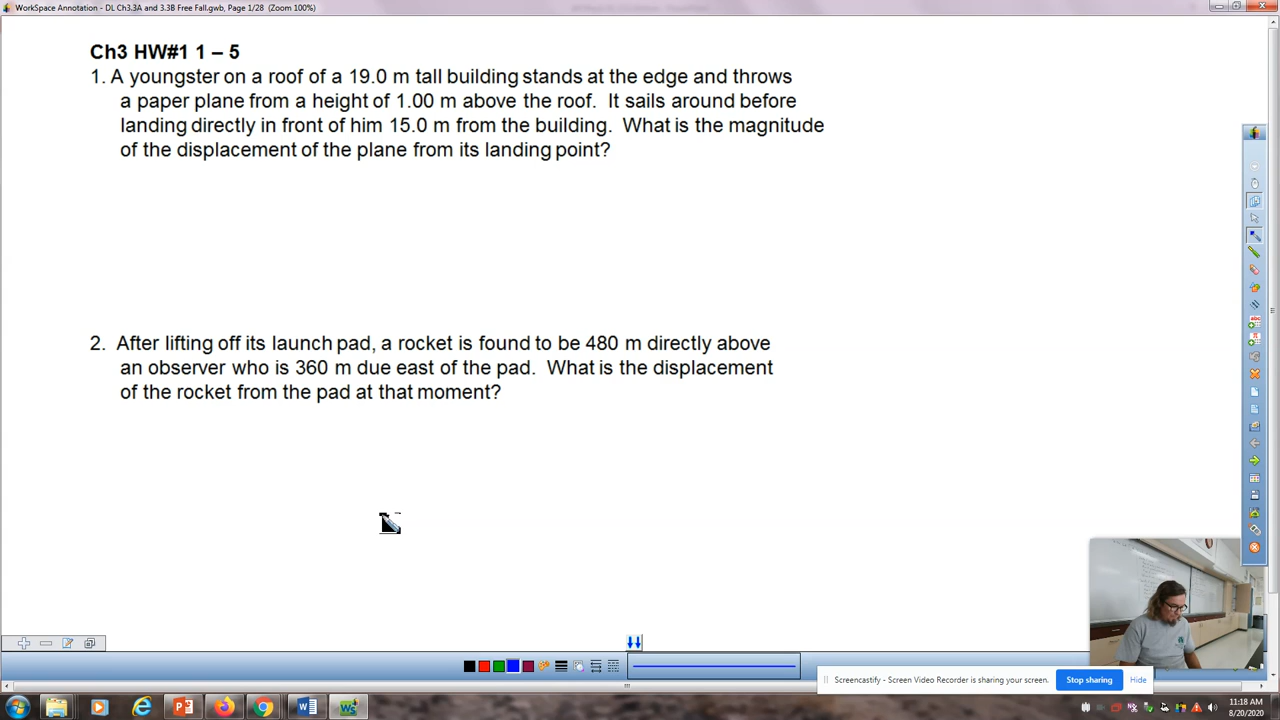 WorkSpace Annotation - DL Ch3.3A and 3.3B Free Fall.gwb, Page 1/28 (Zoom 100%)
Ch3 HW#1 1 – 5
1. A youngster on a roof of a 19.0 m tall building stands at the edge and throws
a paper plane from a height of 1.00 m above the roof. It sails around before
landing directly in front of him 15.0 m from the building. What is the magnitude
of the displacement of the plane from its landing point?
2. After lifting off its launch pad, a rocket is found to be 480 m directly above
an observer who is 360 m due east of the pad. What is the displacement
of the rocket from the pad at that moment?
Screencastify - Screen Video Recorder is sharing your screen.
Stop sharing
Hide
11:18 AM
8/20/2020